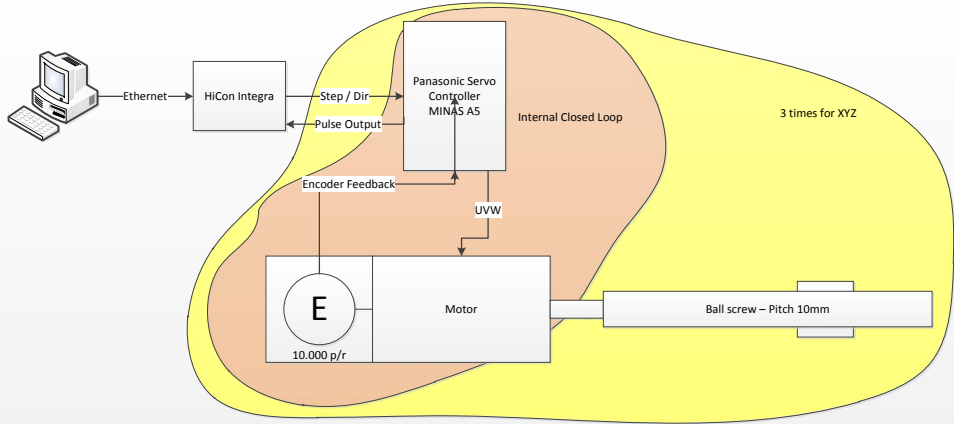 Ethernet
HiCon Integra
Step / Dir
Pulse Output
Panasonic Servo
Controller
MINAS A5
Internal Closed Loop
3 times for XYZ
Encoder Feedback
UVW
E
10.000 p/r
Motor
Ball screw – Pitch 10mm